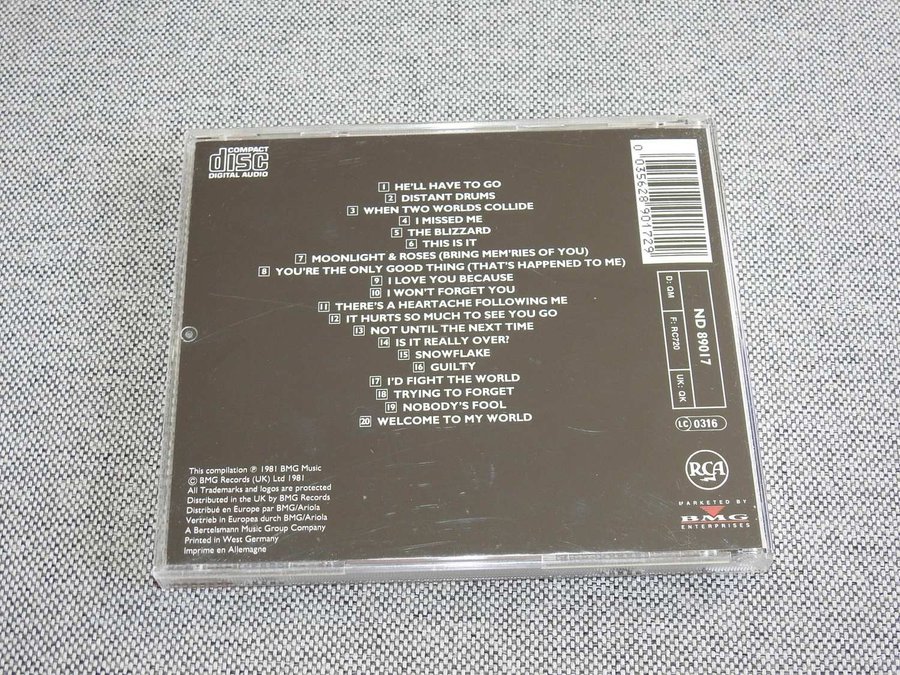 COMPACT
disc
DIGITAL AUDIO
1 HE'LL HAVE TO GO
2 DISTANT DRUMS
3 WHEN TWO WORLDS COLLIDE
4 I MISSED ME
5 THE BLIZZARD
6 THIS IS IT
7 MOONLIGHT & ROSES (BRING MEM'RIES OF YOU)
8 YOU'RE THE ONLY GOOD THING (THAT'S HAPPENED TO ME)
9 I LOVE YOU BECAUSE
10 I WON'T FORGET YOU
11 THERE'S A HEARTACHE FOLLOWING ME
12 IT HURTS SO MUCH TO SEE YOU GO
13 NOT UNTIL THE NEXT TIME
14 IS IT REALLY OVER?
15 SNOWFLAKE
16 GUILTY
17 I'D FIGHT THE WORLD
18 TRYING TO FORGET
19 NOBODY'S FOOL
20 WELCOME TO MY WORLD
This compilation ℗ 1981 BMG Music
© BMG Records (UK) Ltd 1981
All Trademarks and logos are protected
Distributed in the UK by BMG Records
Distribué en Europe par BMG/Ariola
Vertrieb in Europea durch BMG/Ariola
A Bertelsmann Music Group Company
Printed in West Germany
Imprime en Allemagne
0 035628 901729
ND 89017
D: QM
F: RC720
UK: QK
LC 0316
RCA
MARKETED BY
BMG
ENTERPRISES